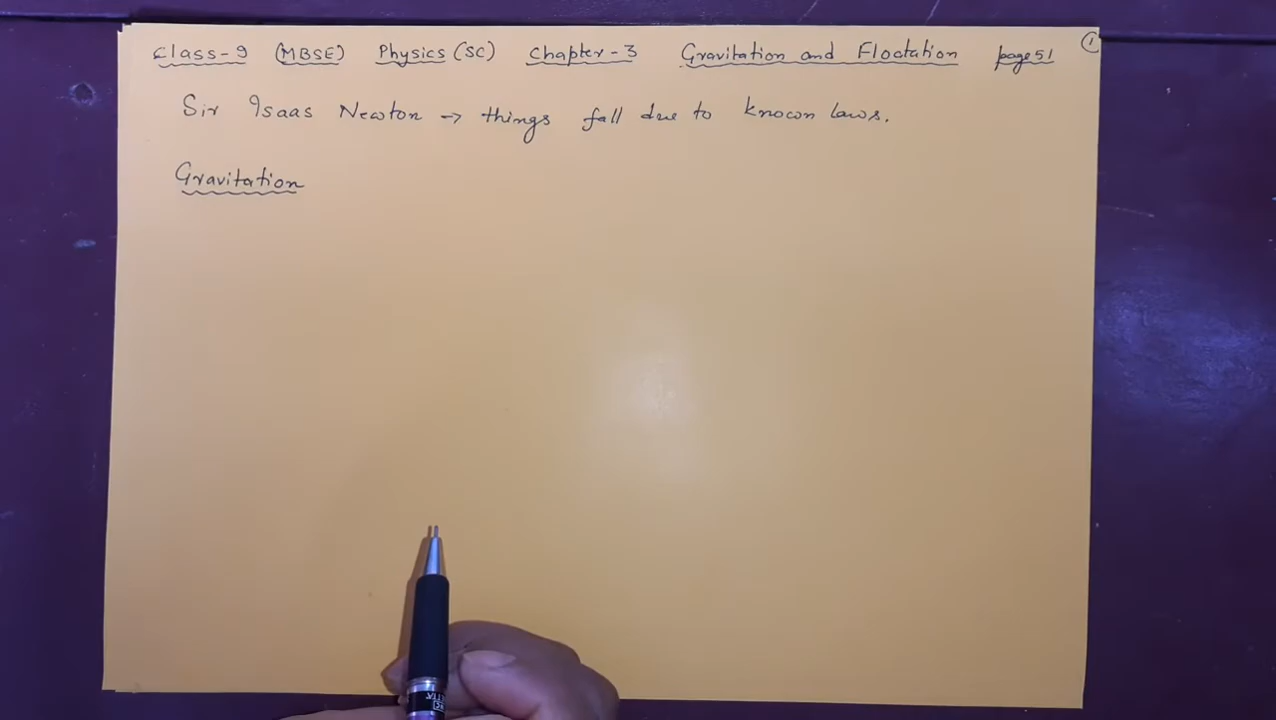 Class-9 (MBSE) Physics (SC) Chapter-3 Gravitation and Floatation page 51 1
Sir Isaas Newton → things fall due to known laws.
Gravitation